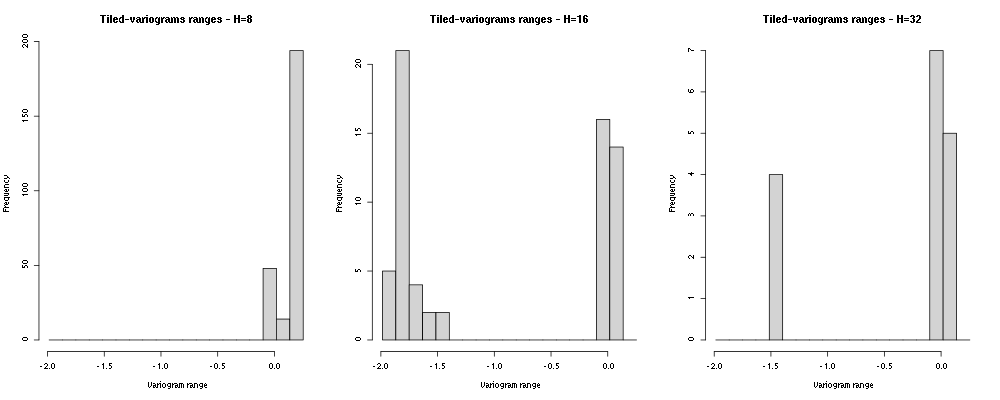 Tiled-variograms ranges - H=8
200
150
100
50
0
Frequency
-2.0 -1.5 -1.0 -0.5 0.0
Variogram range
Tiled-variograms ranges - H=16
20
15
10
5
0
Frequency
-2.0 -1.5 -1.0 -0.5 0.0
Variogram range
Tiled-variograms ranges - H=32
7
6
5
4
3
2
1
0
Frequency
-2.0 -1.5 -1.0 -0.5 0.0
Variogram range